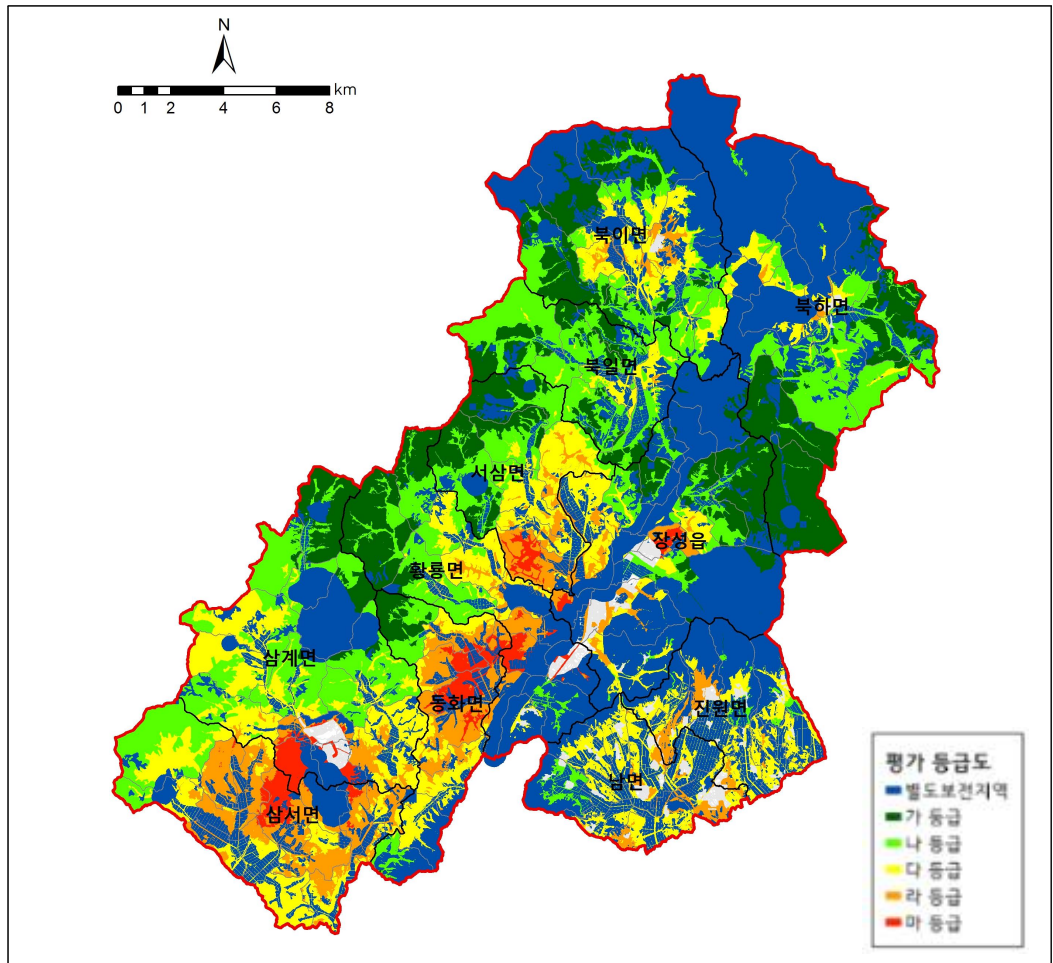 N
km
0 1 2 4 6 8
북이면
북하면
북일면
서삼면
장성읍
황룡면
삼계면
동화면
진원면
남면
삼서면
평가 등급도
별도보전지역
가 등급
나 등급
다 등급
라 등급
마 등급